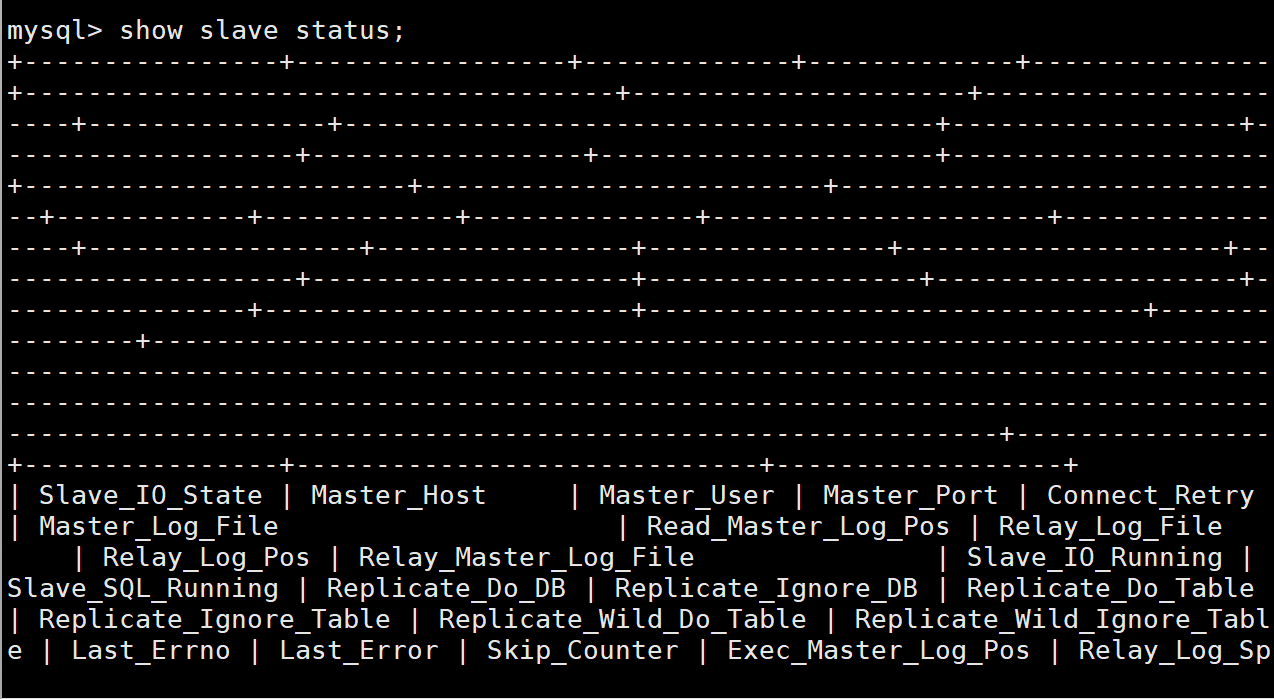 mysql> show slave status;
+----------------+-----------------+-------------+-------------+---------------
+-------------------------------------+---------------------+------------------
----+---------------+-------------------------------------+------------------+-
------------------+-----------------+---------------------+--------------------
+------------------------+-------------------------+---------------------------
--+------------+------------+--------------+---------------------+-------------
----+-----------------+----------------+---------------+--------------------+--
------------------+--------------------+-----------------+-------------------+-
---------------+-----------------------+-------------------------------+-------
--------+----------------------------------------------------------------------
-------------------------------------------------------------------------------
-------------------------------------------------------------------------------
--------------------------------------------------------------+----------------
+----------------+-----------------------------+------------------+
| Slave_IO_State | Master_Host     | Master_User | Master_Port | Connect_Retry
| Master_Log_File                     | Read_Master_Log_Pos | Relay_Log_File
    | Relay_Log_Pos | Relay_Master_Log_File               | Slave_IO_Running |
Slave_SQL_Running | Replicate_Do_DB | Replicate_Ignore_DB | Replicate_Do_Table
| Replicate_Ignore_Table | Replicate_Wild_Do_Table | Replicate_Wild_Ignore_Tabl
e | Last_Errno | Last_Error | Skip_Counter | Exec_Master_Log_Pos | Relay_Log_Sp